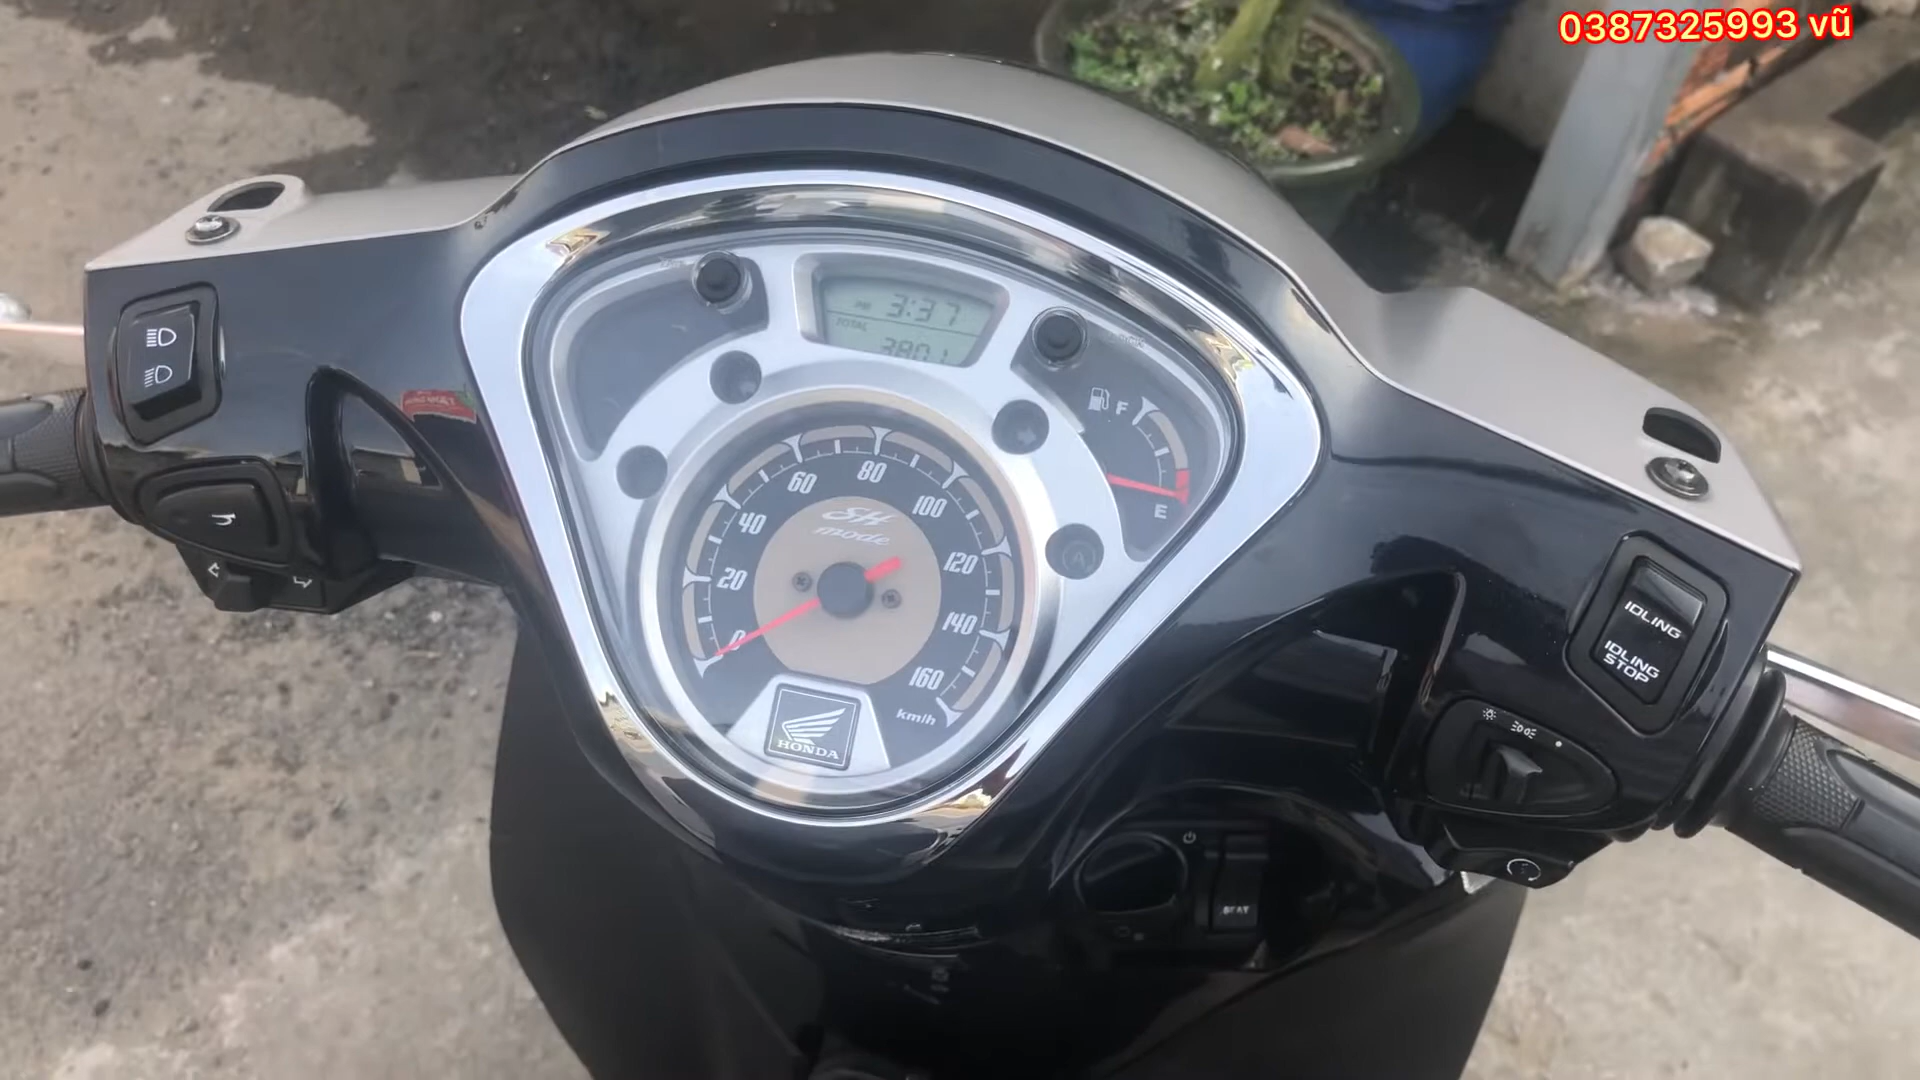 0387325993 vũ
PM 3:37
TOTAL
3801
F
E
80
60
100
40
120
20
140
0
160
km/h
SH
mode
HONDA
A
IDLING
IDLING
STOP
SEAT